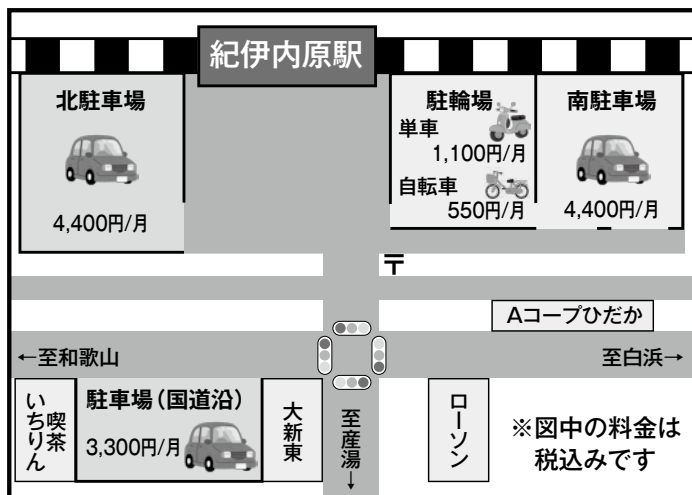 紀伊内原駅
北駐車場
4,400円/月
駐輪場
単車
1,100円/月
自転車
550円/月
南駐車場
4,400円/月
〒
Aコープひだか
←至和歌山
至白浜→
喫茶
いちりん
駐車場(国道沿)
3,300円/月
大新東
至産湯→
ローソン
※図中の料金は
税込みです